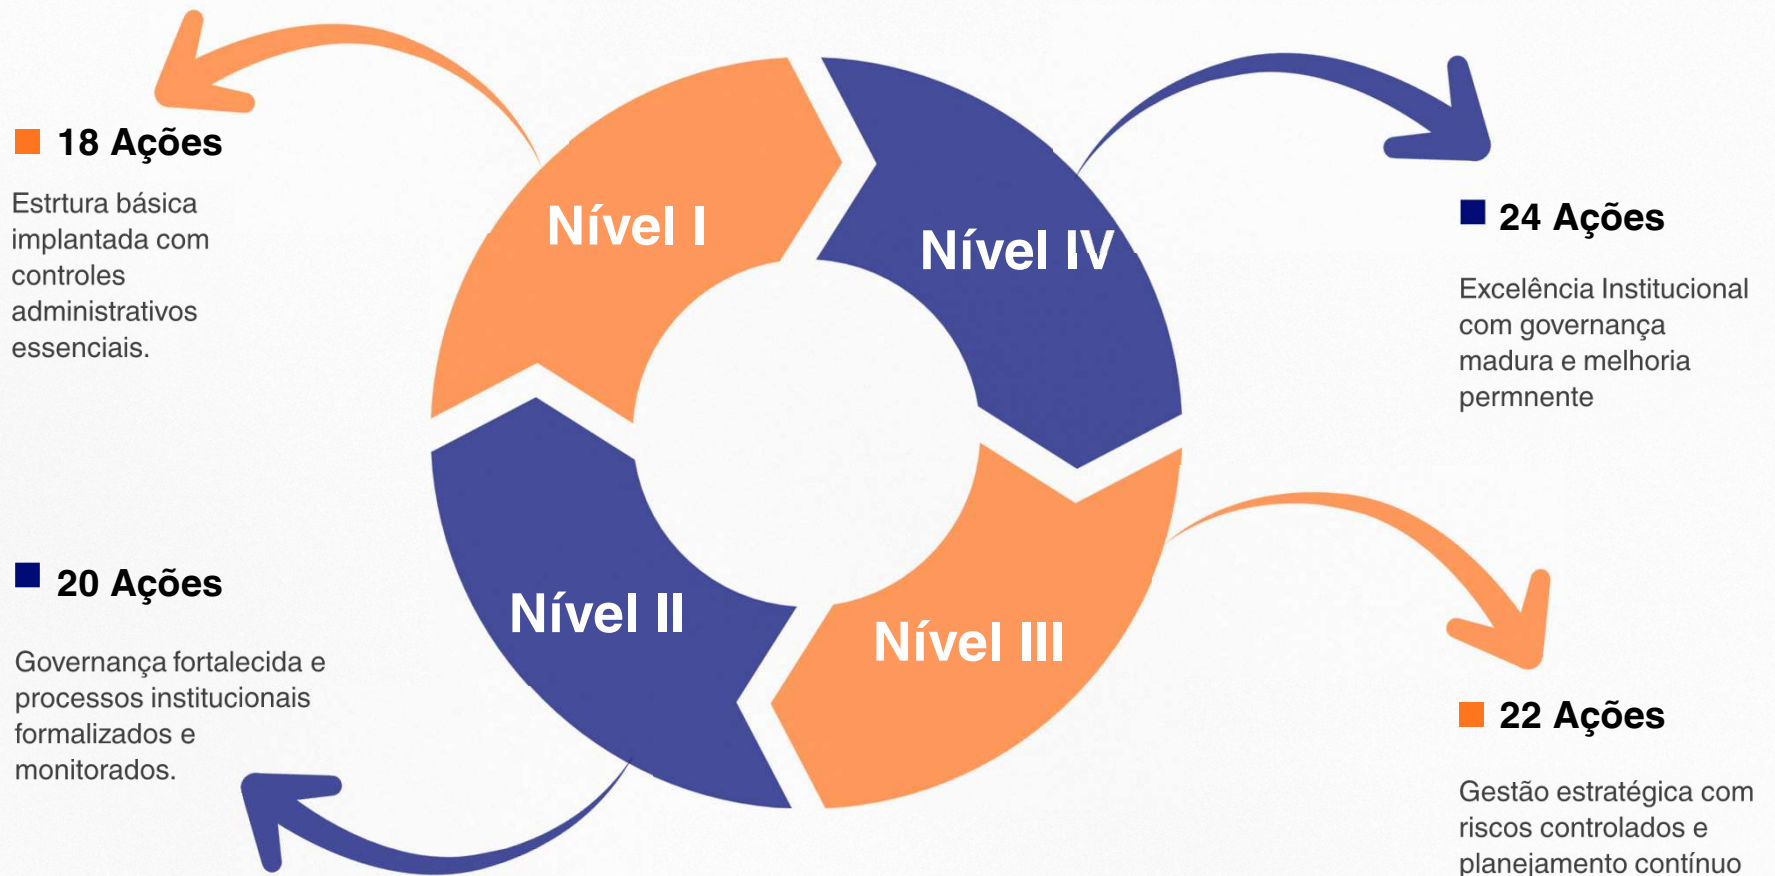 18 Ações
Estrtura básica
implantada com
controles
administrativos
essenciais.
Nível I
Nível IV
24 Ações
Excelência Institucional
com governança
madura e melhoria
permnente
20 Ações
Governança fortalecida e
processos institucionais
formalizados e
monitorados.
Nível II
Nível III
22 Ações
Gestão estratégica com
riscos controlados e
planejamento contínuo